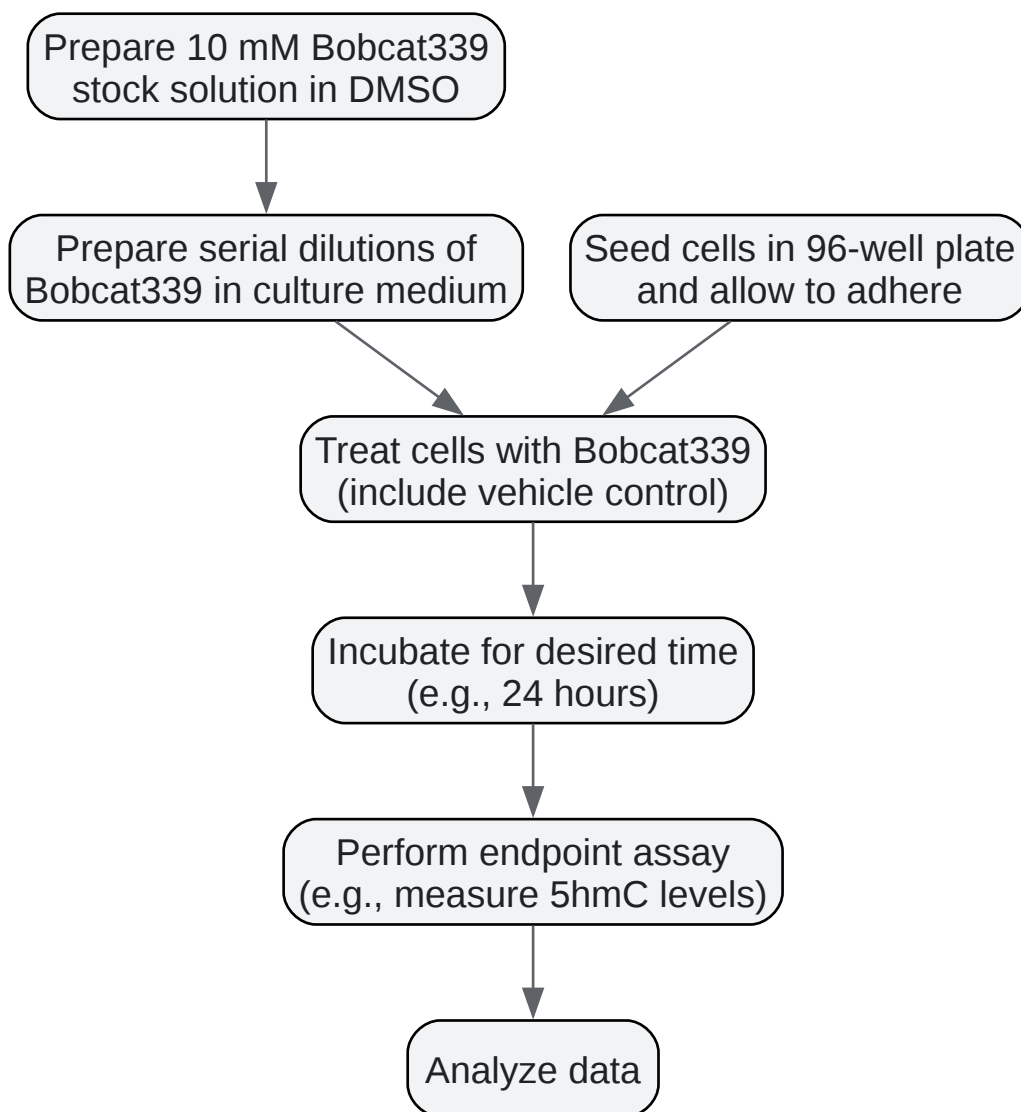 Prepare 10 mM Bobcat339
stock solution in DMSO
Prepare serial dilutions of
Bobcat339 in culture medium
Seed cells in 96-well plate
and allow to adhere
Treat cells with Bobcat339
(include vehicle control)
Incubate for desired time
(e.g., 24 hours)
Perform endpoint assay
(e.g., measure 5hmC levels)
Analyze data